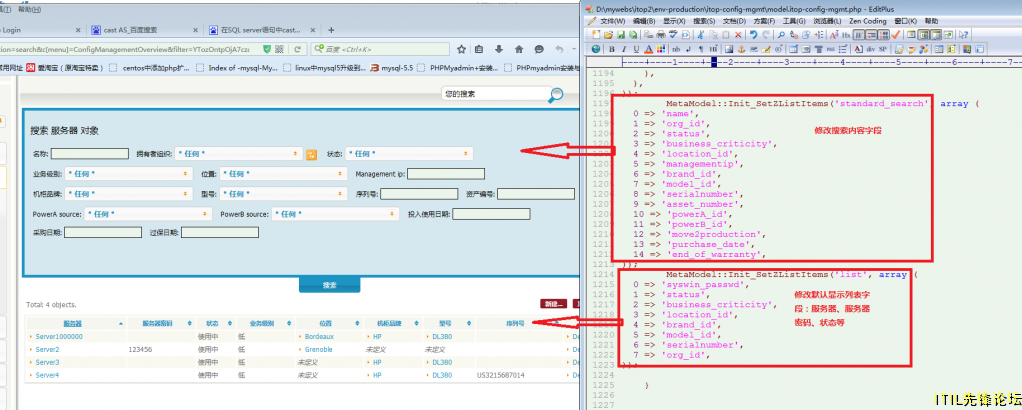 具(T) 帮助(H)
Login
cast AS_百度搜索
在SQL server语句中cast...
ion=search&c[menu]=ConfigManagementOverview&filter=YTozOntpOjA7czc
百度 <Ctrl+K>
爱淘宝（原淘宝特卖）
centos中添加php扩...
Index of -mysql-My...
linux中mysql5升级到...
mysql-5.5
PHPMyadmin+安装...
PHPMyadmin安装与
您的搜索
搜索 服务器 对象
名称:
拥有者组织: * 任何 *
状态: * 任何 *
业务级别: * 任何 *
位置: * 任何 *
Management ip:
机柜品牌: * 任何 *
型号: * 任何 *
序列号:
资产编号:
PowerA source: * 任何 *
PowerB source: * 任何 *
投入使用日期:
采购日期:
过保日期:
搜索
Total: 4 objects.
新建...
服务器 服务器密码 状态 业务级别 位置 机柜品牌 型号 序列号
Server1000000 使用中 低 Bordeaux HP DL380 De
Server2 123456 使用中 低 Grenoble 未定义 未定义 De
Server3 使用中 低 未定义 HP DL380 De
Server4 使用中 低 未定义 HP DL380 US3215687014 De
D:\mywebs\itop2\env-production\itop-config-mgmt\model.itop-config-mgmt.php - EditPlus
文件(W) 编辑(B) 显示(X) 搜索(S) 文档(D) 方案(F) 工具(G) 浏览器(L) Zen Coding 窗口(K) 帮助
----+----1----+----2----+----3----+----4----+----5----+----6----+----7
1194 ),
1195 ),
1196 ));
1197 MetaModel::Init_SetZListItems('standard_search', array (
1198 0 => 'name',
1199 1 => 'org_id',
1200 2 => 'status',
1201 3 => 'business_criticity',
1202 4 => 'location_id',
1203 5 => 'managementip',
1204 6 => 'brand_id',
1205 7 => 'model_id',
1206 8 => 'serialnumber',
1207 9 => 'asset_number',
1208 10 => 'powerA_id',
1209 11 => 'powerB_id',
1210 12 => 'move2production',
1211 13 => 'purchase_date',
1212 14 => 'end_of_warranty',
1213 ));
修改搜索内容字段
1214 MetaModel::Init_SetZListItems('list', array (
1215 0 => 'syswin_passwd',
1216 1 => 'status',
1217 2 => 'business_criticity',
1218 3 => 'location_id',
1219 4 => 'brand_id',
1220 5 => 'model_id',
1221 6 => 'serialnumber',
1222 7 => 'org_id',
1223 ));
1224
1225 }
1226
1227
修改默认显示列表字
段：服务器、服务器
密码、状态等
ITIL先锋论坛